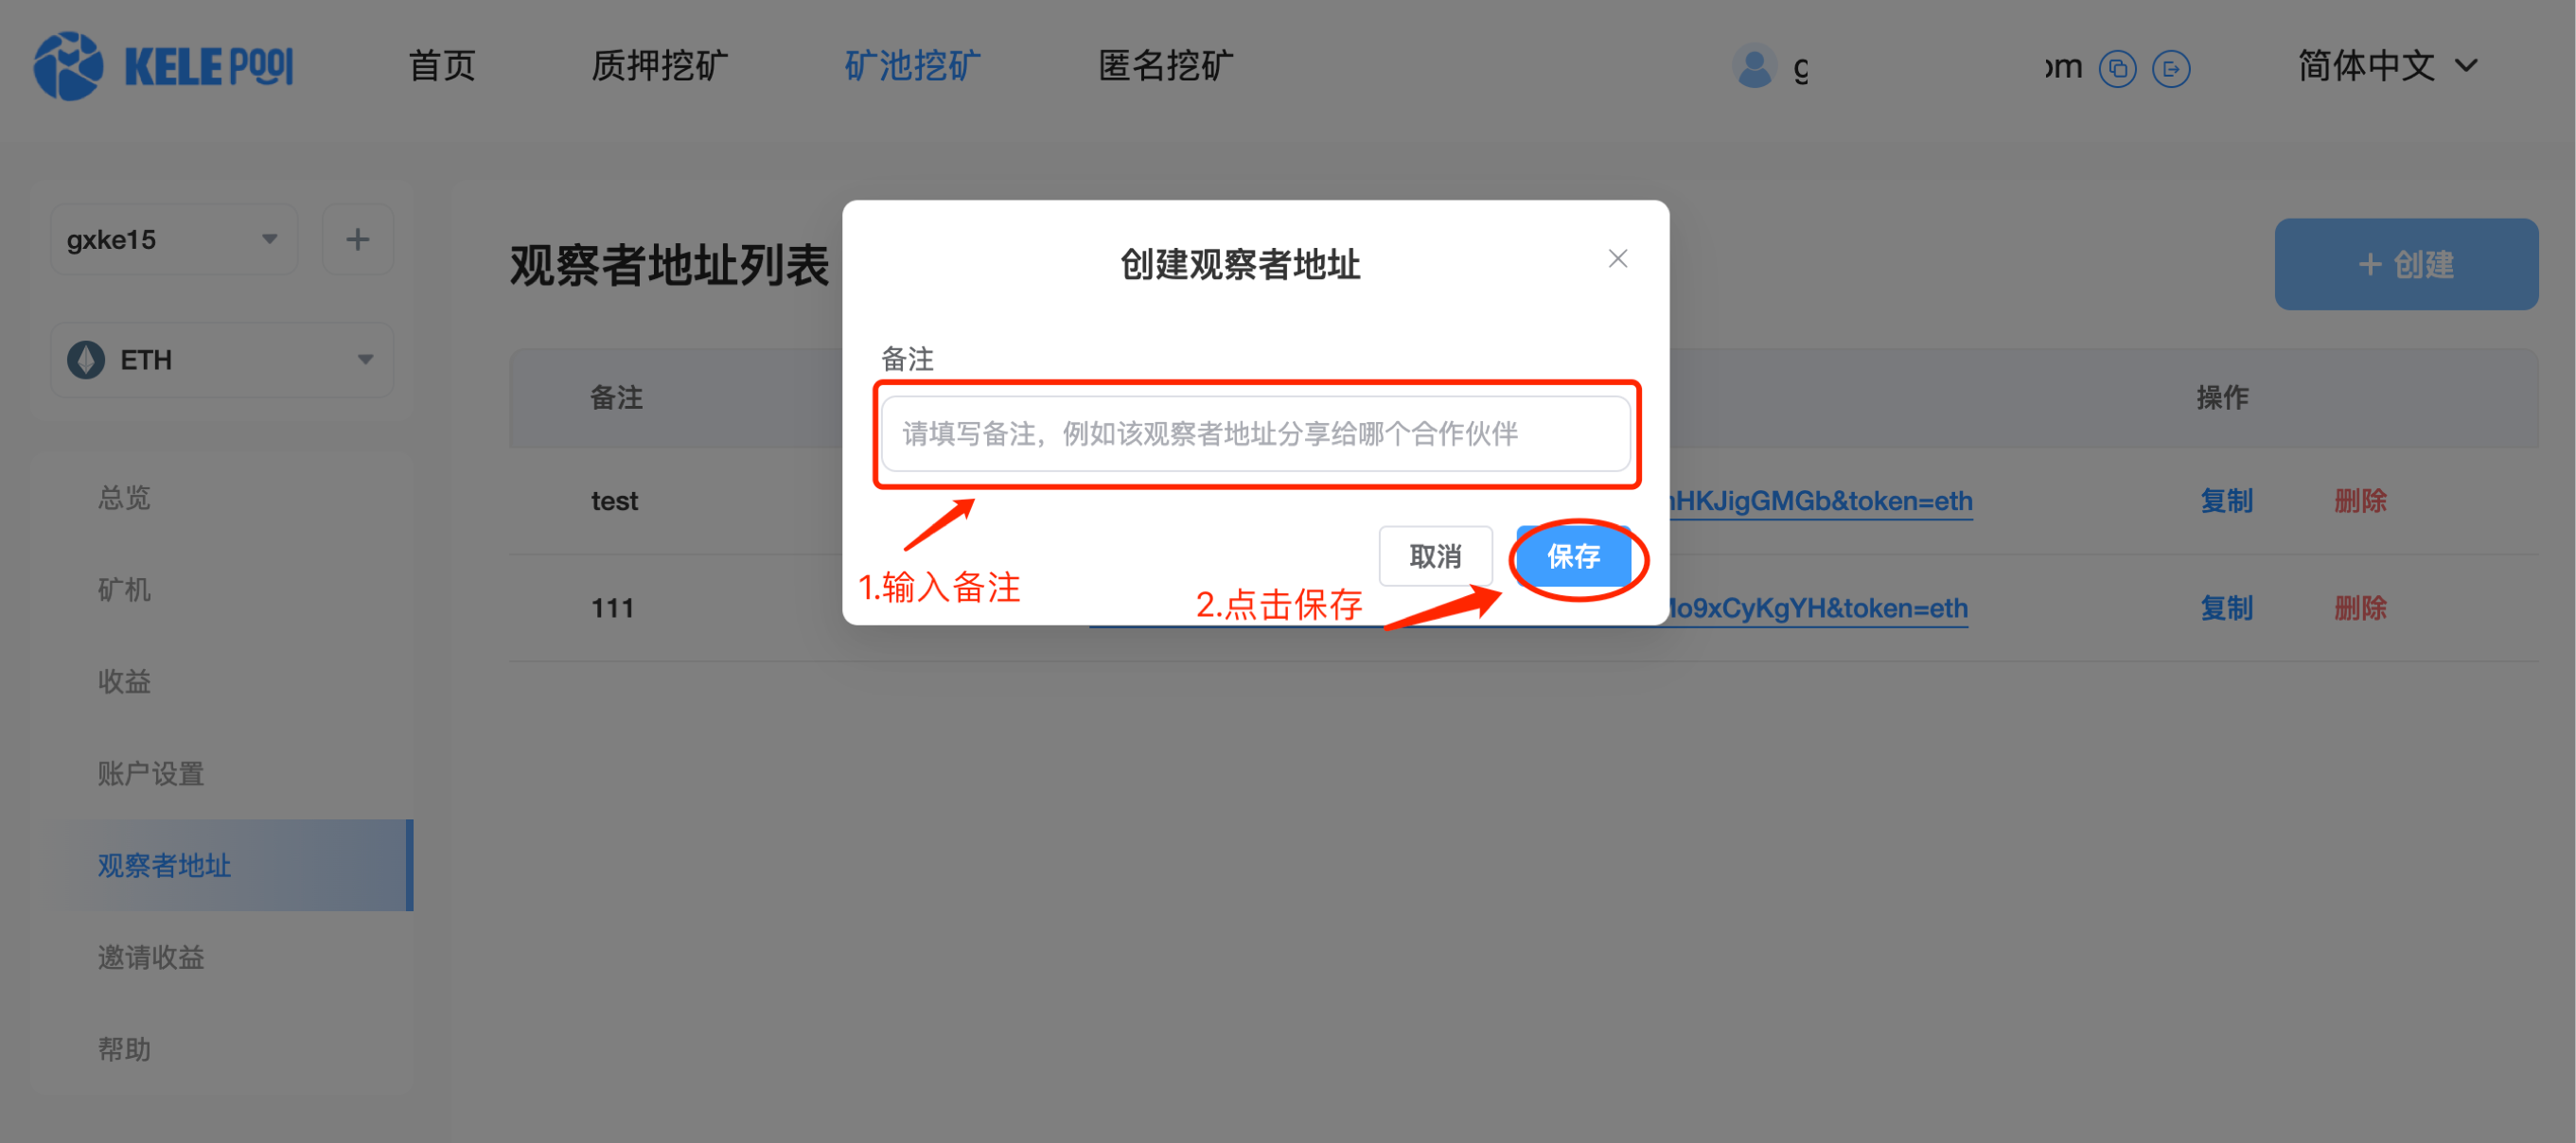 KELE POOl
首页
质押挖矿
矿池挖矿
匿名挖矿
g
om
简体中文
gxke15
ETH
总览
矿机
收益
账户设置
观察者地址
邀请收益
帮助
观察者地址列表
+ 创建
备注
操作
test
HKJigGMGb&token=eth
复制
删除
111
o9xCyKgYH&token=eth
复制
删除
创建观察者地址
备注
请填写备注，例如该观察者地址分享给哪个合作伙伴
取消
保存
1.输入备注
2.点击保存